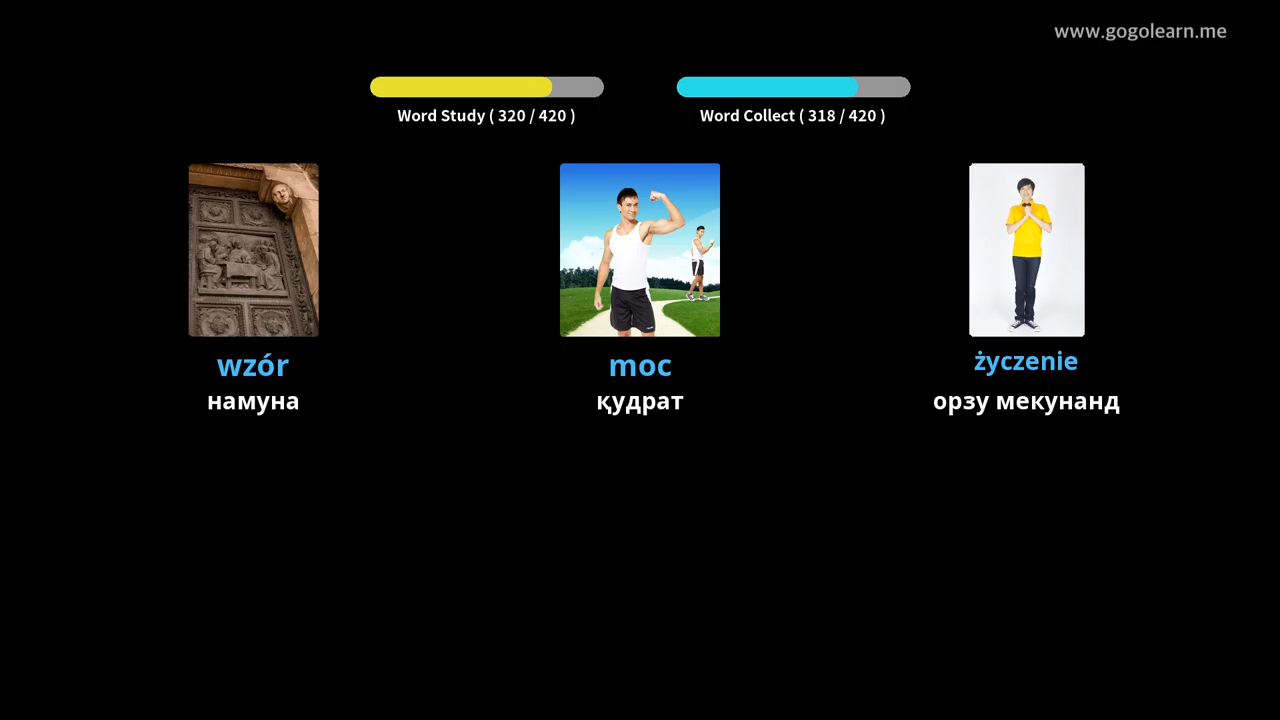 www.gogolearn.me
Word Study ( 320 / 420 )
Word Collect ( 318 / 420 )
wzór
moc
życzenie
намуна
қудрат
орзу мекунанд